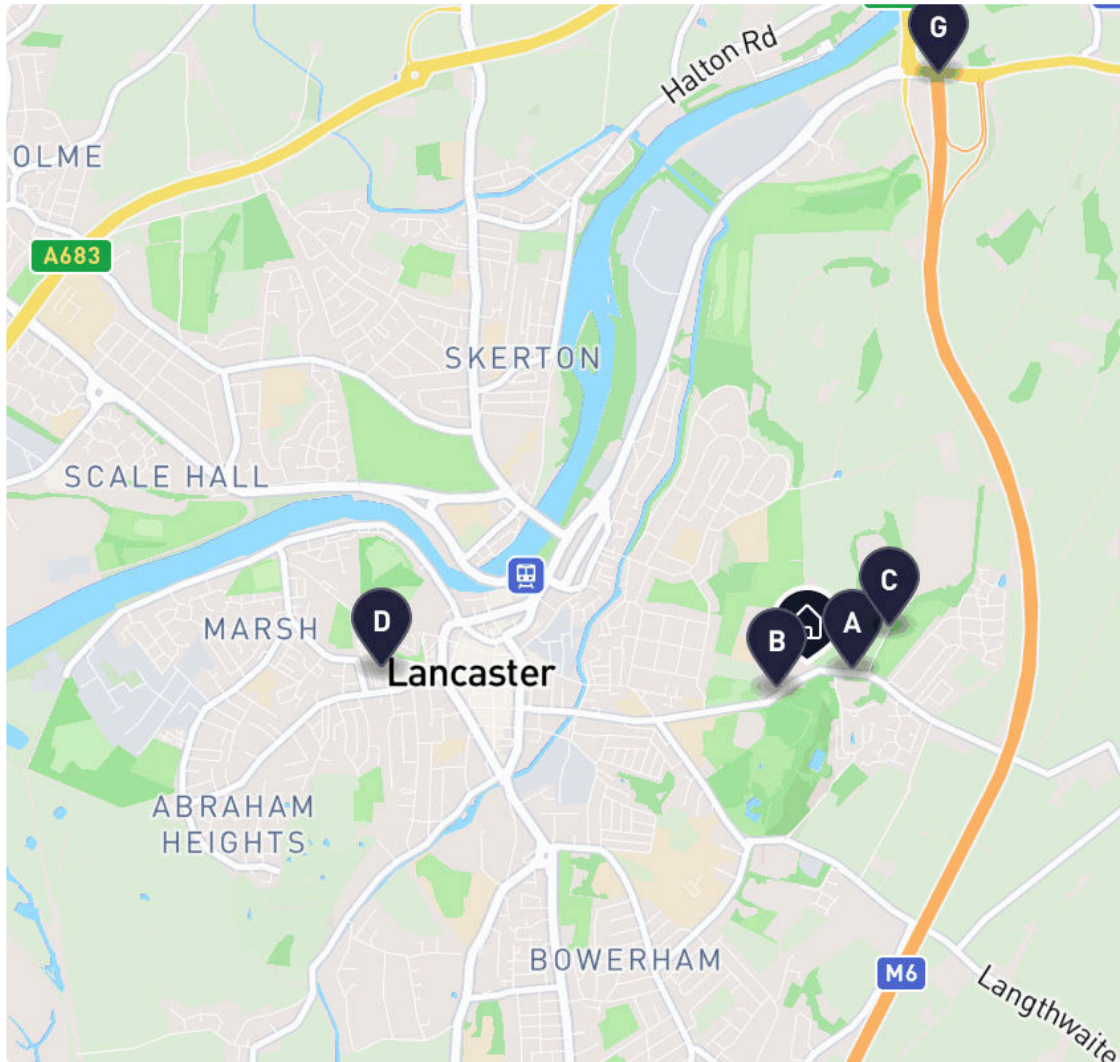 G
Halton Rd
OLME
A683
SKERTON
SCALE HALL
C
MARSH
D
A
B
Lancaster
ABRAHAM
HEIGHTS
BOWERHAM
M6
Langthwaite